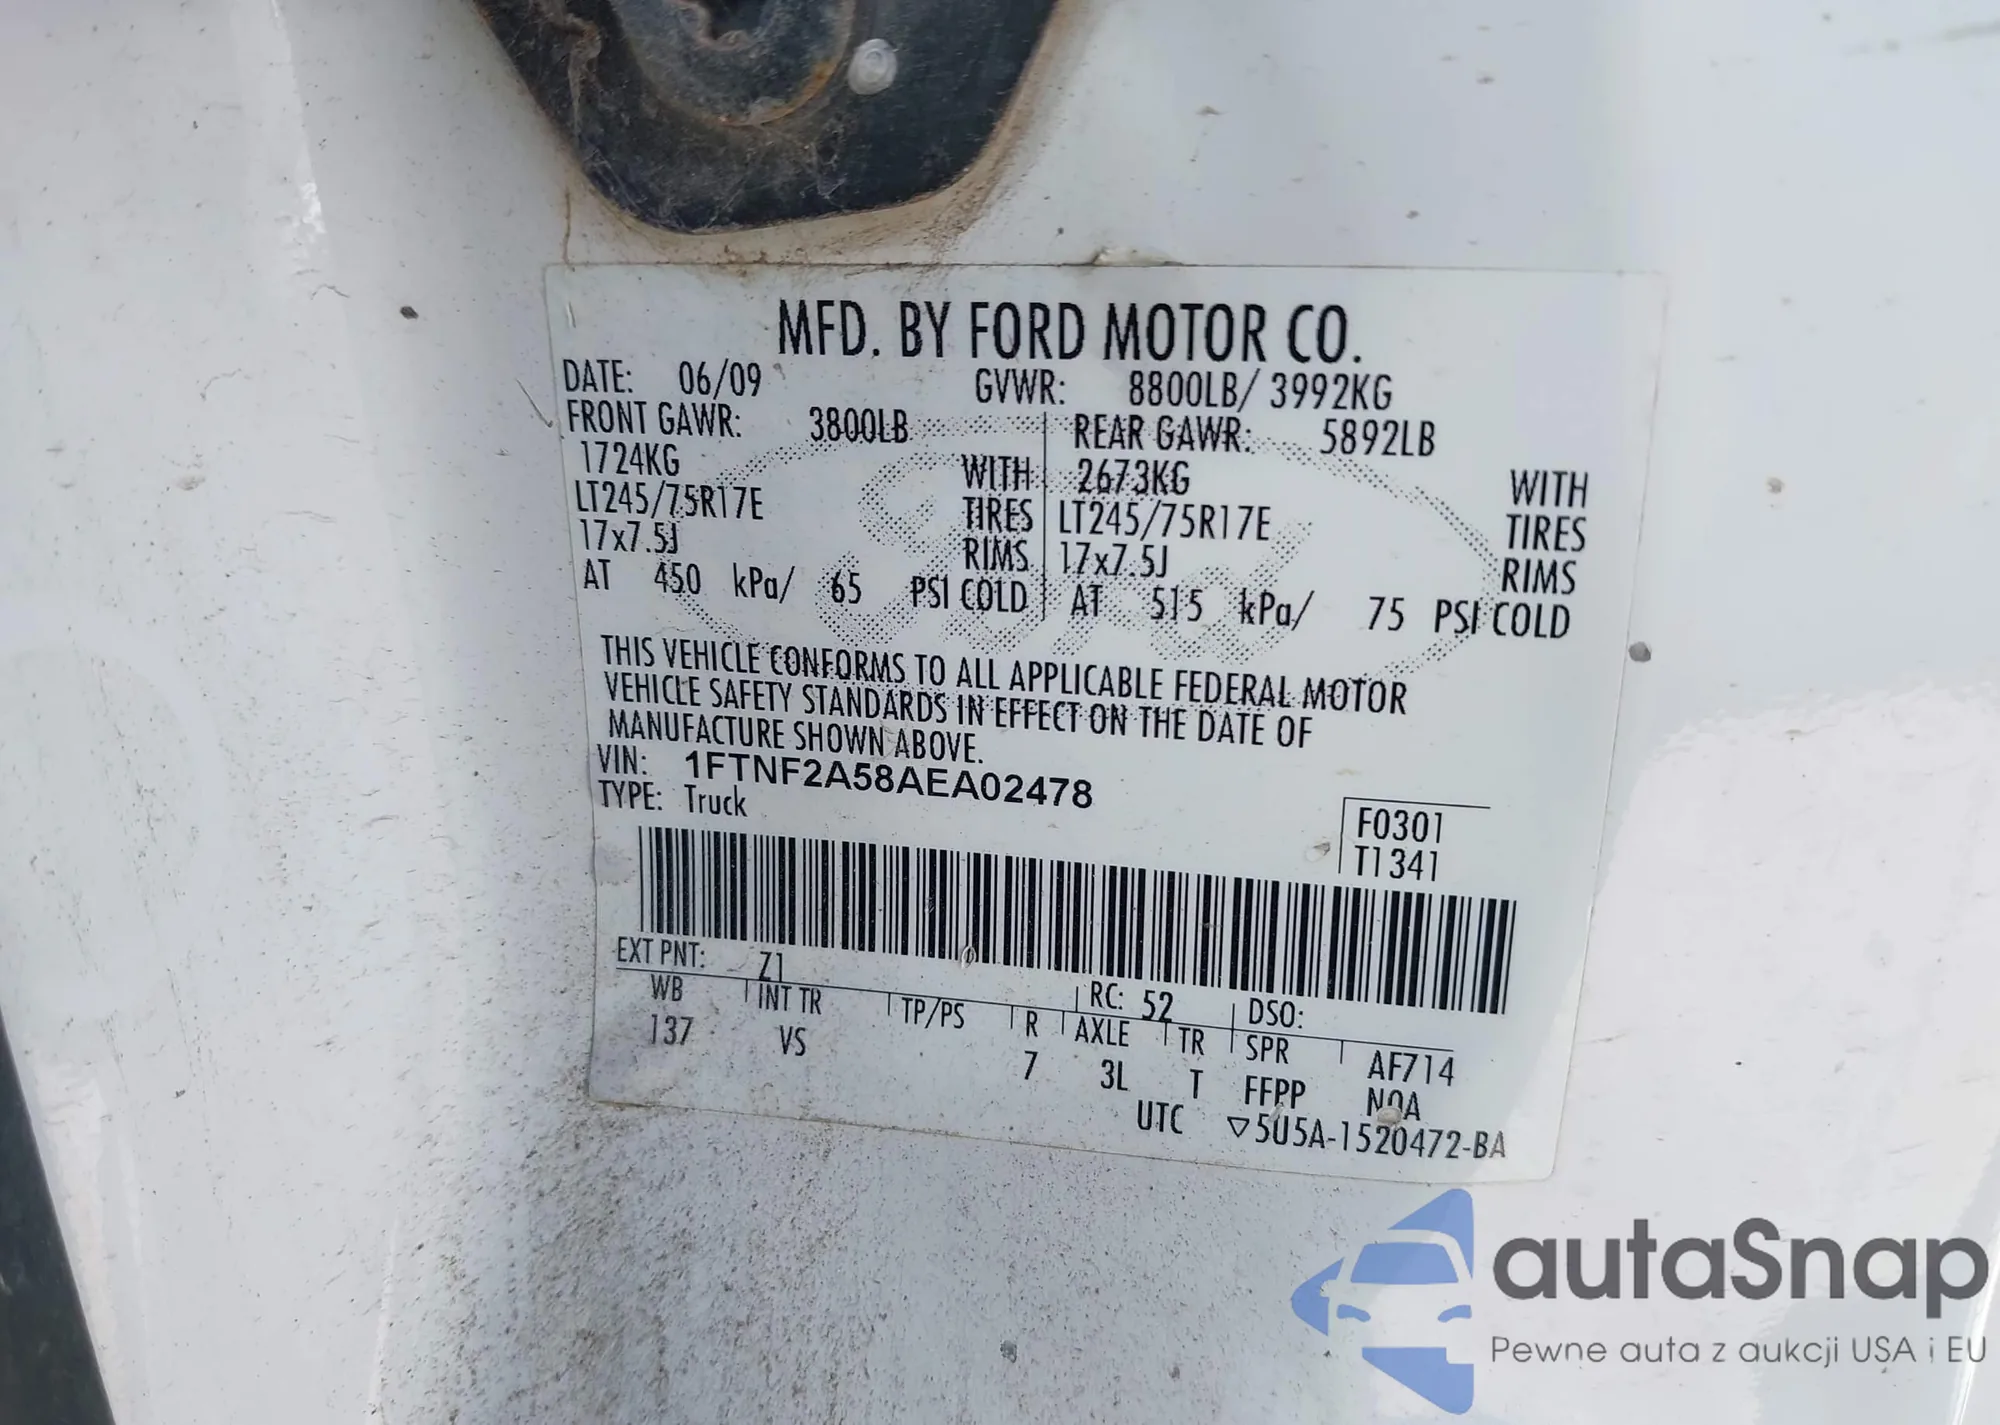 MFD. BY FORD MOTOR CO.
DATE: 06/09 GVWR: 8800LB/ 3992KG
FRONT GAWR: 3800LB REAR GAWR: 5892LB
1724KG WITH 2673KG WITH
LT245/75R17E TIRES LT245/75R17E TIRES
17x7.5J RIMS 17x7.5J RIMS
AT 450 kPa/ 65 PSI COLD AT 515 kPa/ 75 PSI COLD
THIS VEHICLE CONFORMS TO ALL APPLICABLE FEDERAL MOTOR
VEHICLE SAFETY STANDARDS IN EFFECT ON THE DATE OF
MANUFACTURE SHOWN ABOVE.
VIN: 1FTNF2A58AEA02478
TYPE: Truck
F0301
T1341
EXT PNT: Z1 RC: 52 DSO:
WB INT TR TP/PS R AXLE TR SPR AF714
137 VS 7 3L T FFPP NQA
UTC ▽5U5A-1520472-BA
autaSnap
Pewne auta z aukcji USA i EU